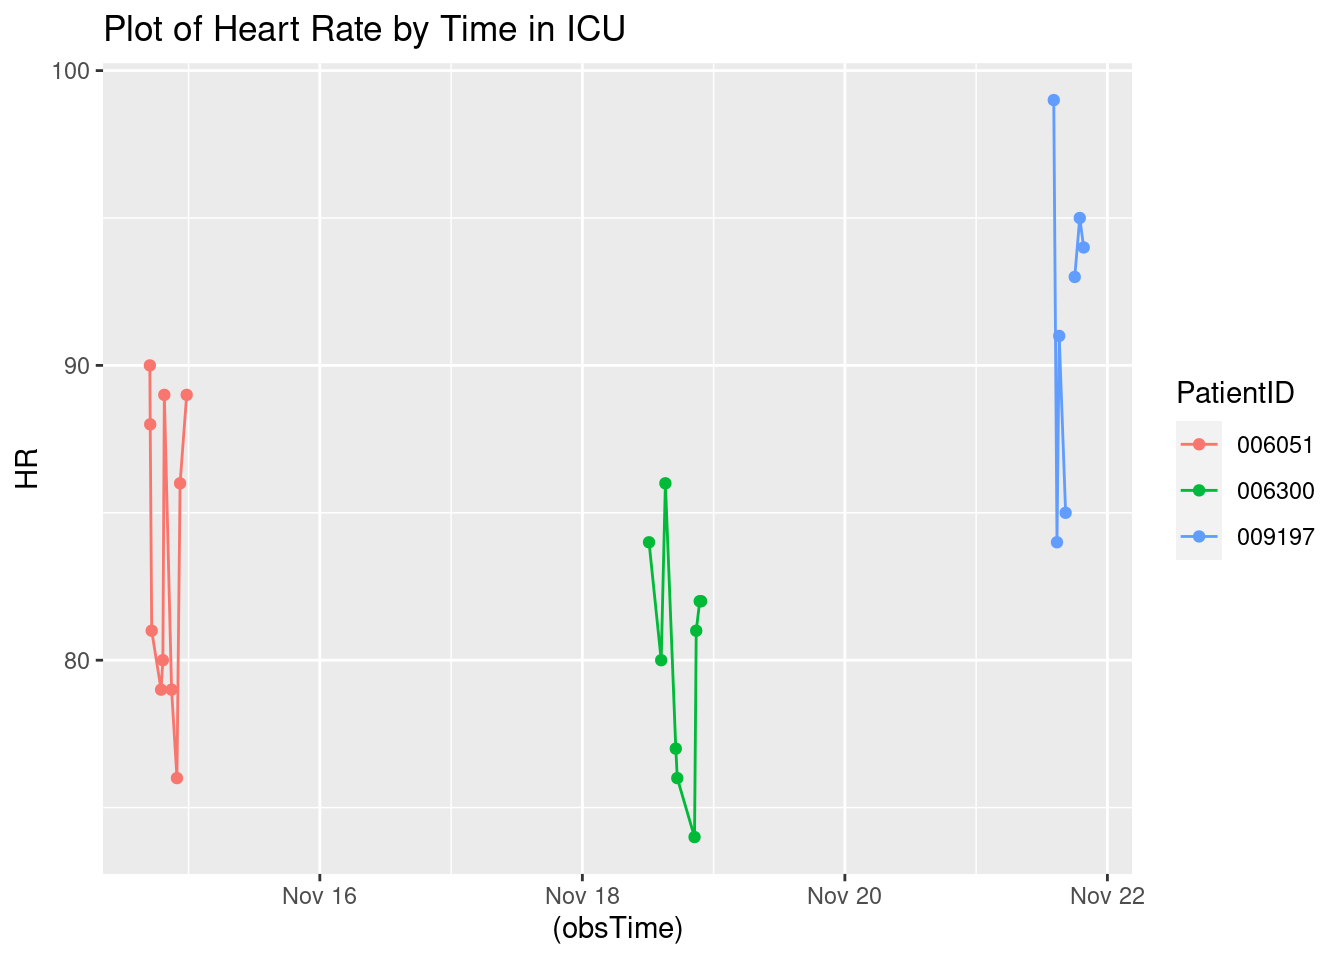 Plot of Heart Rate by Time in ICU
100
90
80
HR
Nov 16
Nov 18
Nov 20
Nov 22
(obsTime)
PatientID
006051
006300
009197